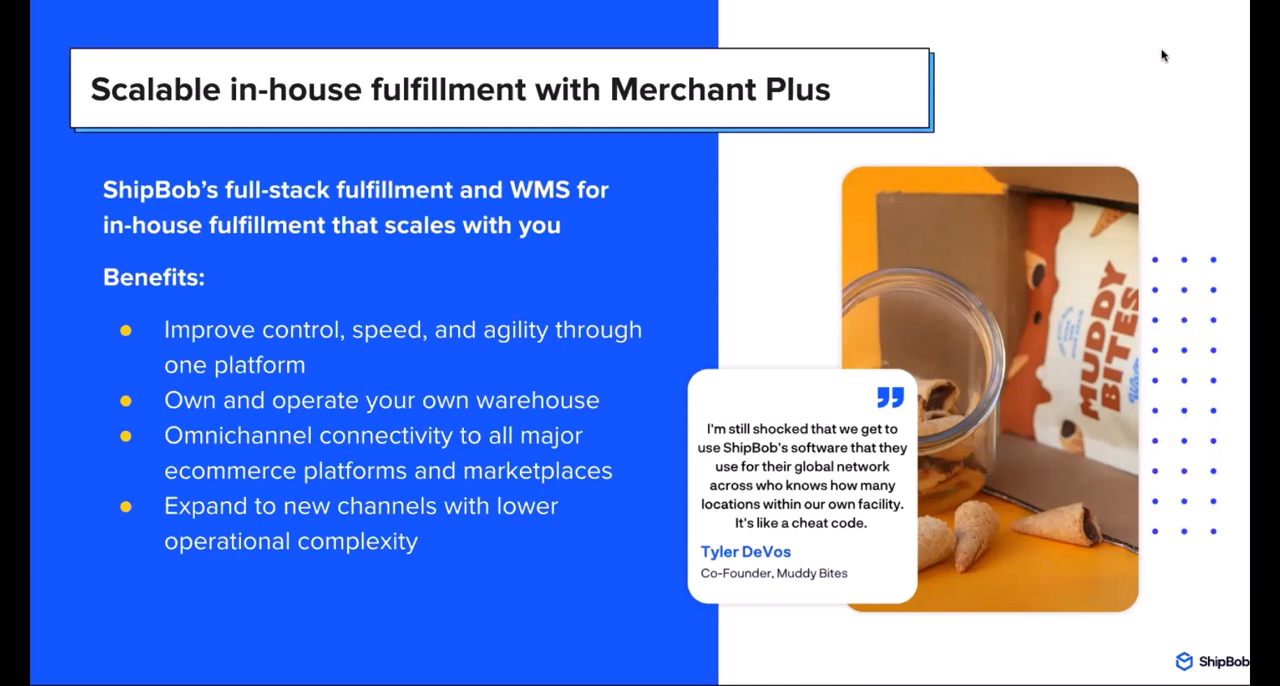 Scalable in-house fulfillment with Merchant Plus
ShipBob’s full-stack fulfillment and WMS for
in-house fulfillment that scales with you
Benefits:
Improve control, speed, and agility through
one platform
Own and operate your own warehouse
Omnichannel connectivity to all major
ecommerce platforms and marketplaces
Expand to new channels with lower
operational complexity
MUDDY
BITES
I'm still shocked that we get to
use ShipBob's software that they
use for their global network
across who knows how many
locations within our own facility.
It's like a cheat code.
Tyler DeVos
Co-Founder, Muddy Bites
ShipBob